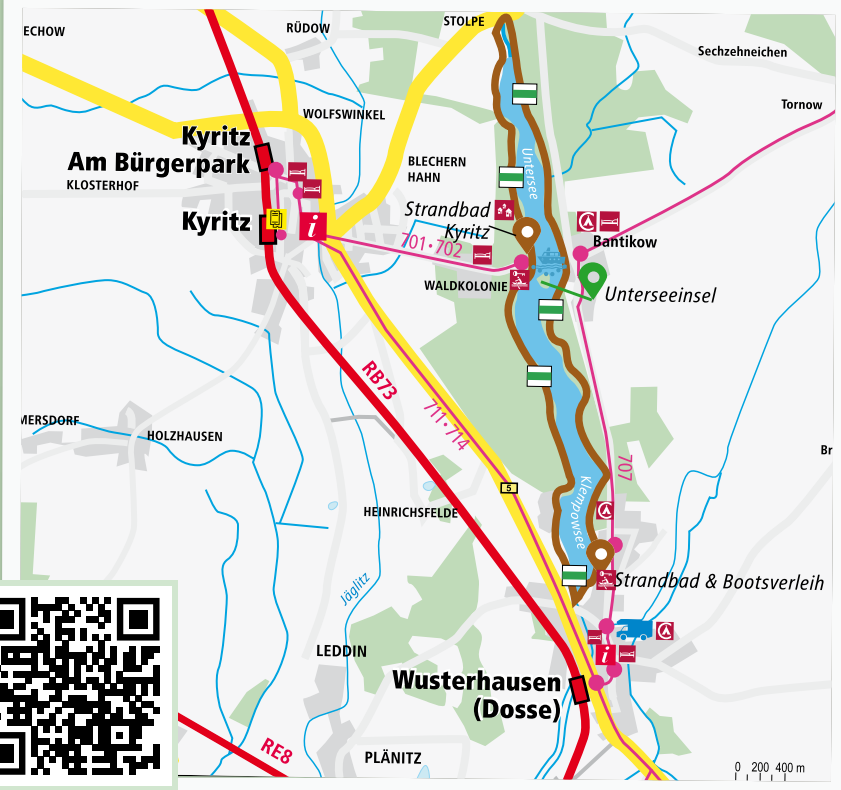 ECHOW
RÜDOW
STOLPE
Sechzehneichen
Tornow
WOLFSWINKEL
Kyritz
Am Bürgerpark
KLOSTERHOF
BLECHERN
HAHN
Untersee
Strandbad
Kyritz
Kyritz
i
701·702
Bantikow
WALDKOLONIE
Unterseeinsel
RB73
711·714
MERSDORF
HOLZHAUSEN
Br
707
5
Klempowsee
HEINRICHSFELDE
Jäglitz
Strandbad & Bootsverleih
i
LEDDIN
Wusterhausen
(Dosse)
RE8
PLÄNITZ
0 200 400 m